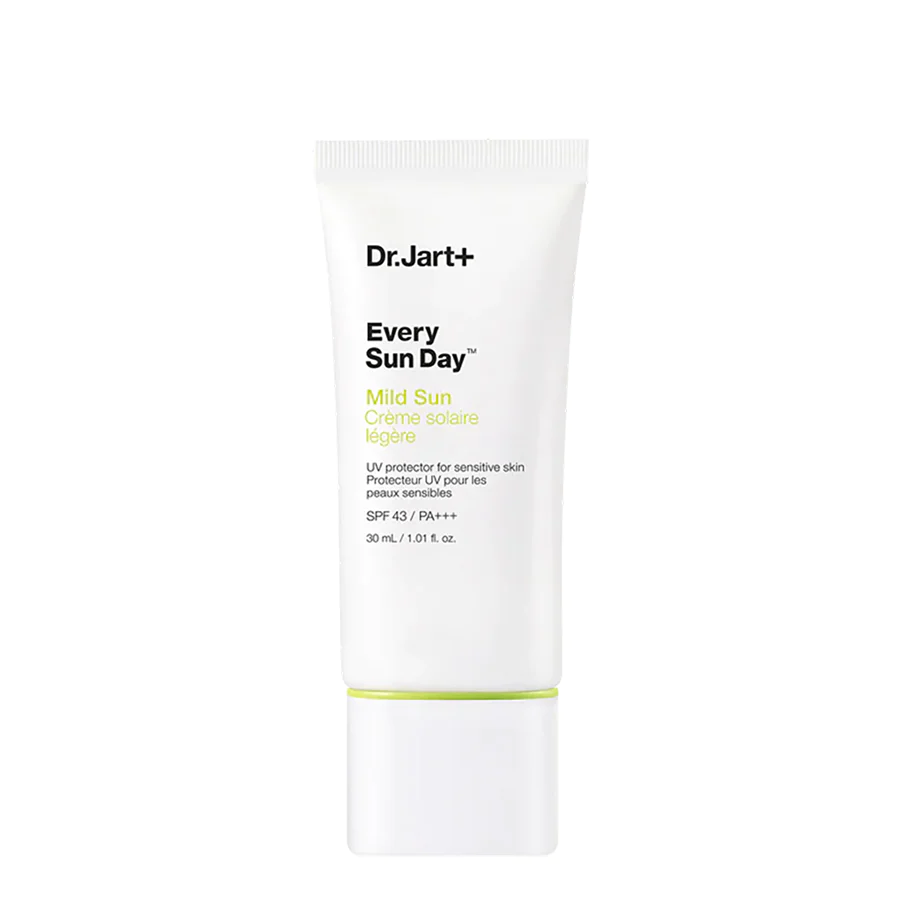 Dr.Jart+
Every
Sun Day™
Mild Sun
Crème solaire
légère
UV protector for sensitive skin
Protecteur UV pour les
peaux sensibles
SPF 43 / PA+++
30 mL / 1.01 fl. oz.